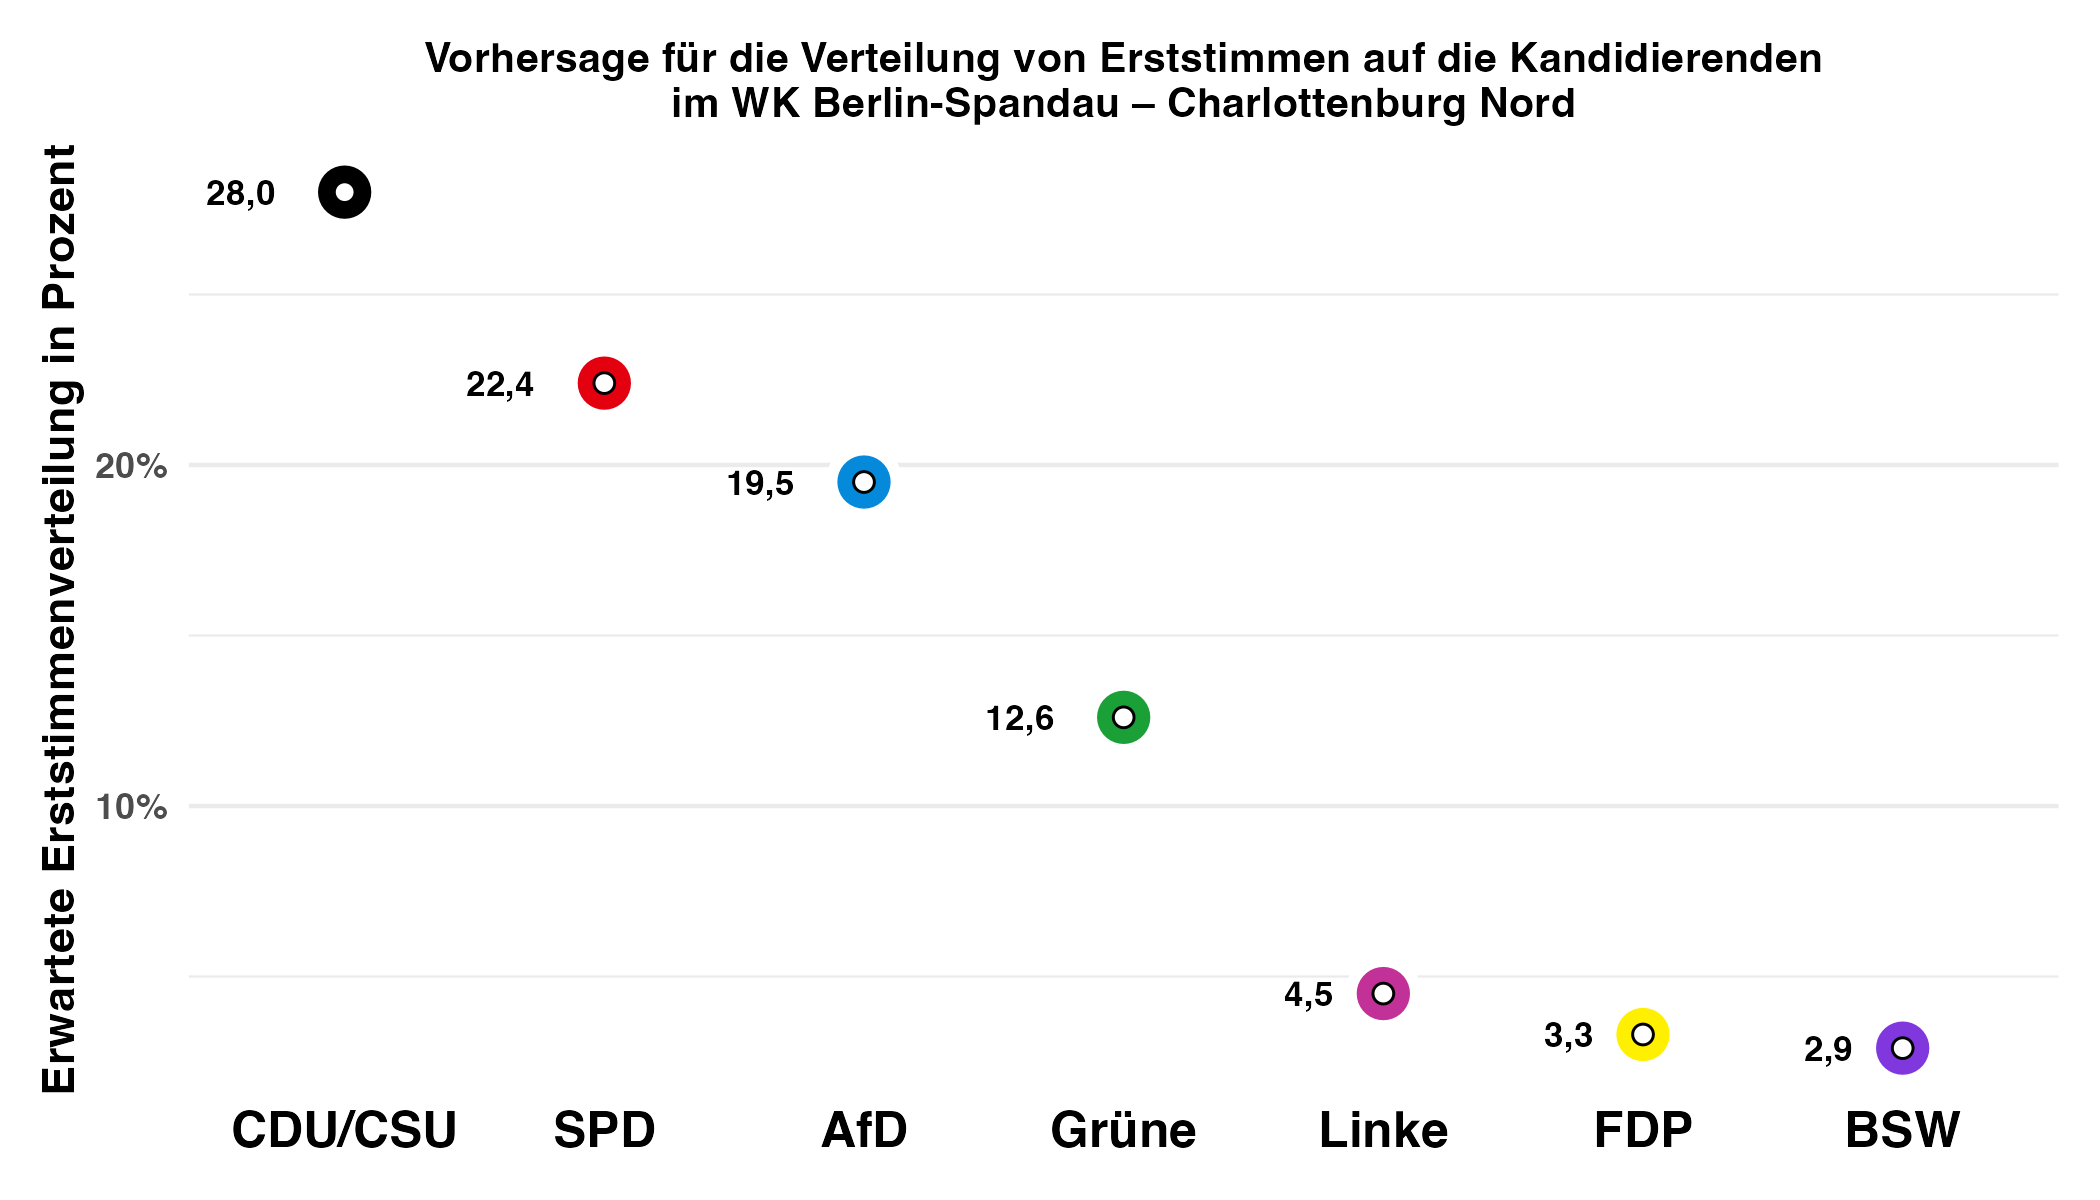 Vorhersage für die Verteilung von Erststimmen auf die Kandidierenden
im WK Berlin-Spandau – Charlottenburg Nord
Erwartete Erststimmenverteilung in Prozent
28,0
22,4
20%
19,5
12,6
10%
4,5
3,3
2,9
CDU/CSU SPD AfD Grüne Linke FDP BSW